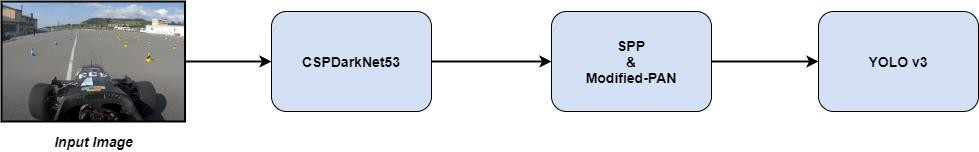 CSPDarkNet53
SPP
&
Modified-PAN
YOLO v3
Input Image